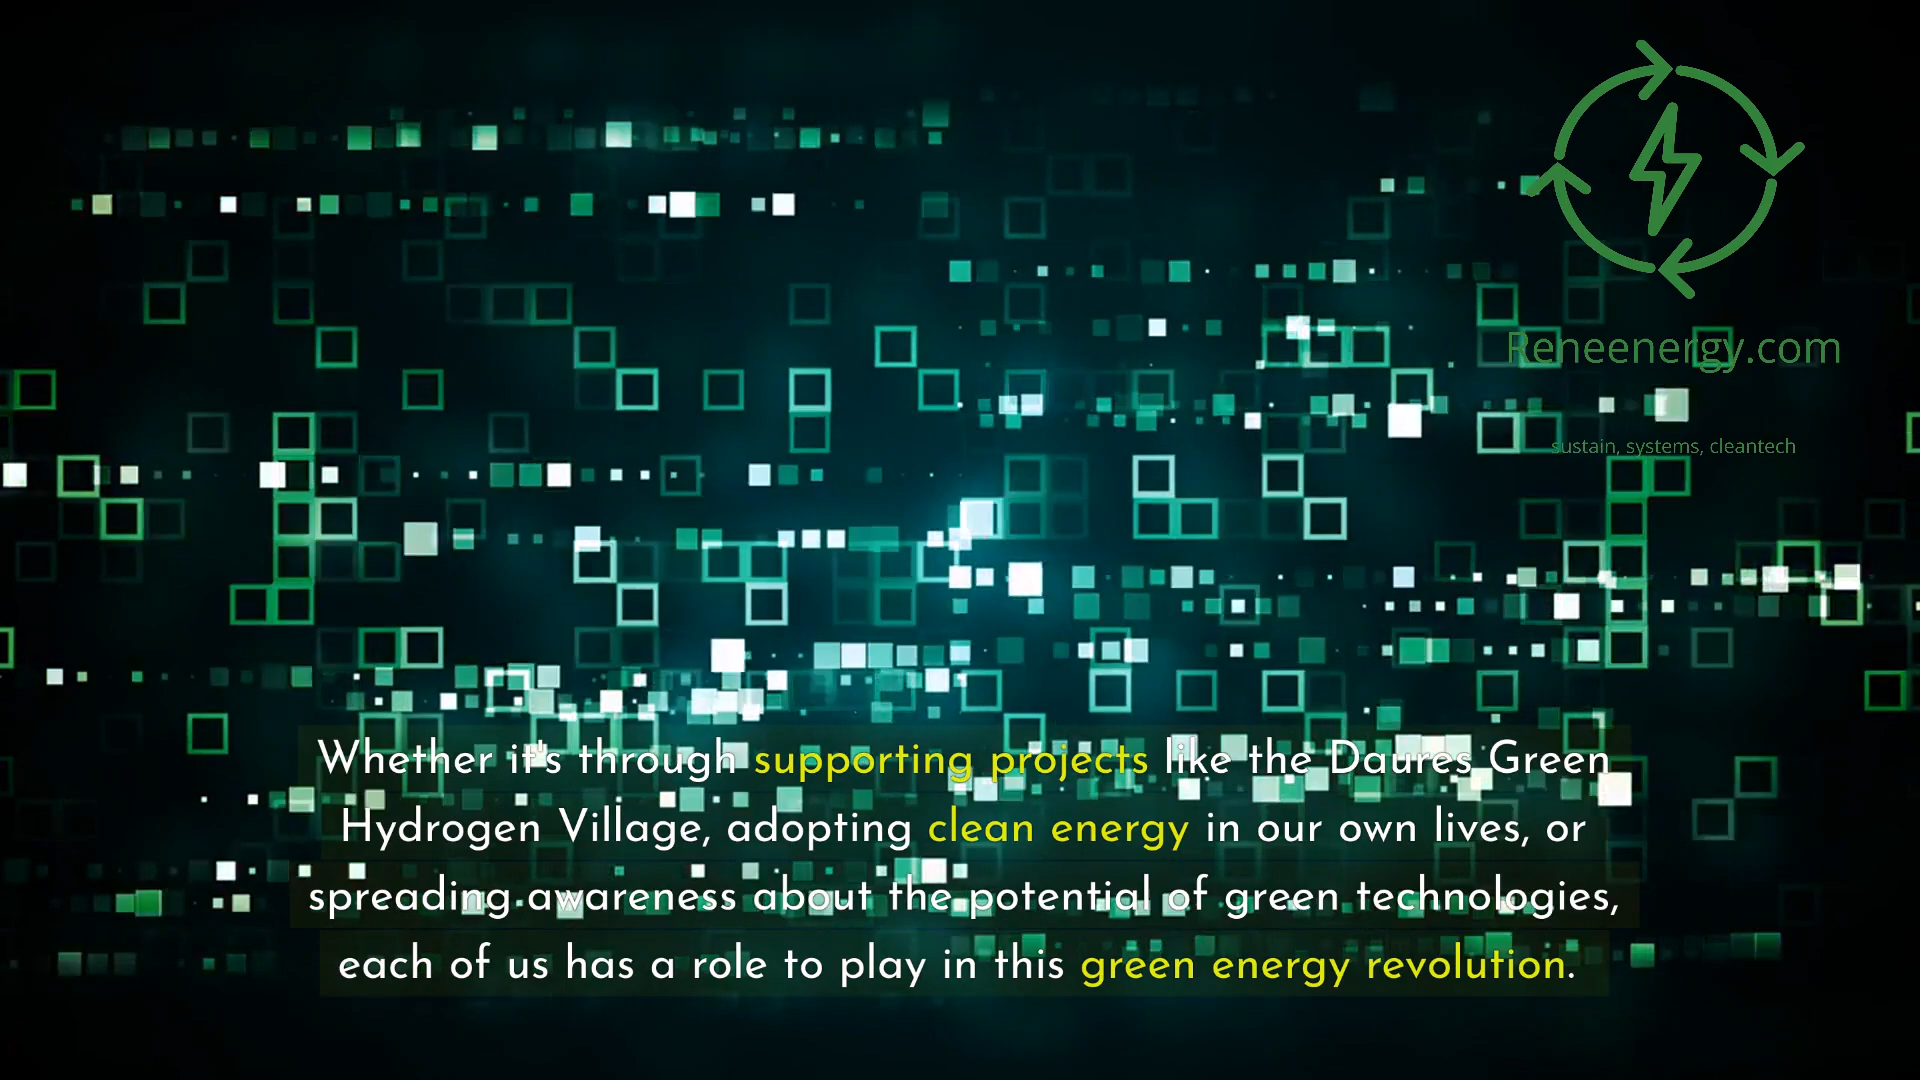 Reneenergy.com
sustain, systems, cleantech
Whether it's through supporting projects like the Daures Green
Hydrogen Village, adopting clean energy in our own lives, or
spreading awareness about the potential of green technologies,
each of us has a role to play in this green energy revolution.